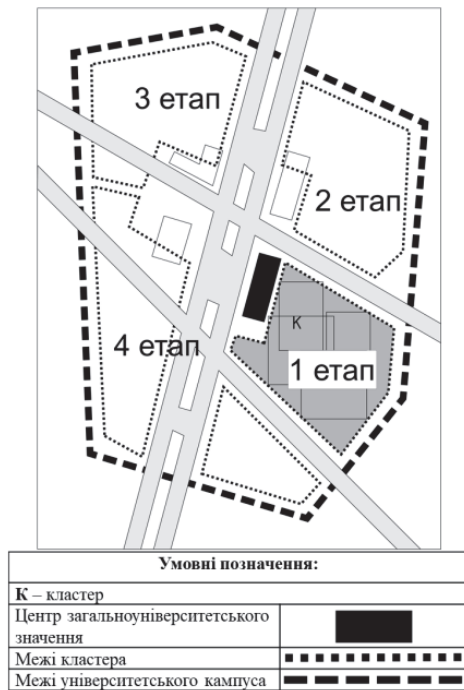 3 етап
2 етап
К
4 етап
1 етап
Умовні позначення:
К – кластер
Центр загальноуніверситетського
значення
Межі кластера
Межі університетського кампуса